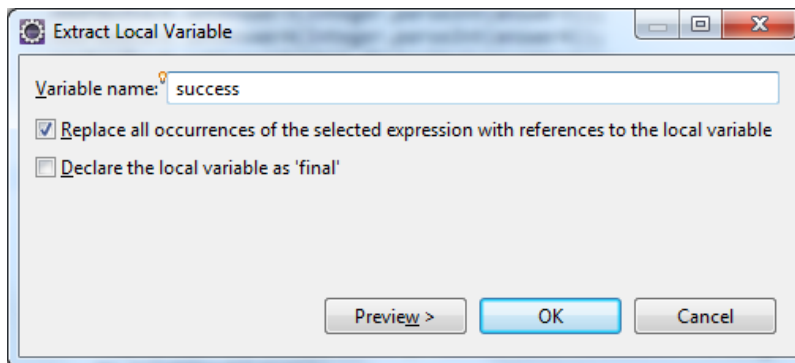 Extract Local Variable
Variable name: success
Replace all occurrences of the selected expression with references to the local variable
Declare the local variable as 'final'
Preview > OK Cancel